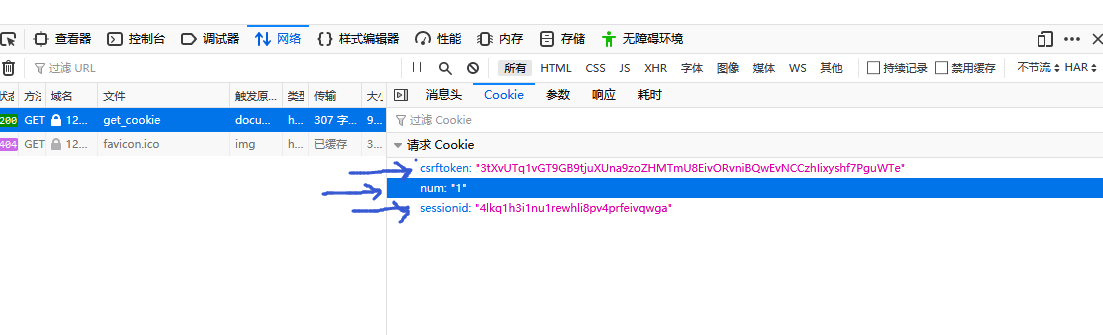 查看器 控制台 调试器 网络 样式编辑器 性能 内存 存储 无障碍环境
过滤 URL 所有 HTML CSS JS XHR 字体 图像 媒体 WS 其他 持续记录 禁用缓存 不节流 HAR
状态 方法 域名 文件 触发原... 类型 传输 大小 消息头 Cookie 参数 响应 耗时
200 GET 12... get_cookie docu... h... 307 字... 9... 过滤 Cookie
404 GET 12... favicon.ico img h... 已缓存 3... 请求 Cookie
csrftoken: "3tXvUTq1vGT9GB9tjuXUna9zoZHMTmU8EivORvniBQwEvNCCzhIixyshf7PguWTe"
num: "1"
sessionid: "4lkq1h3i1nu1rewhli8pv4prfeivqwga"